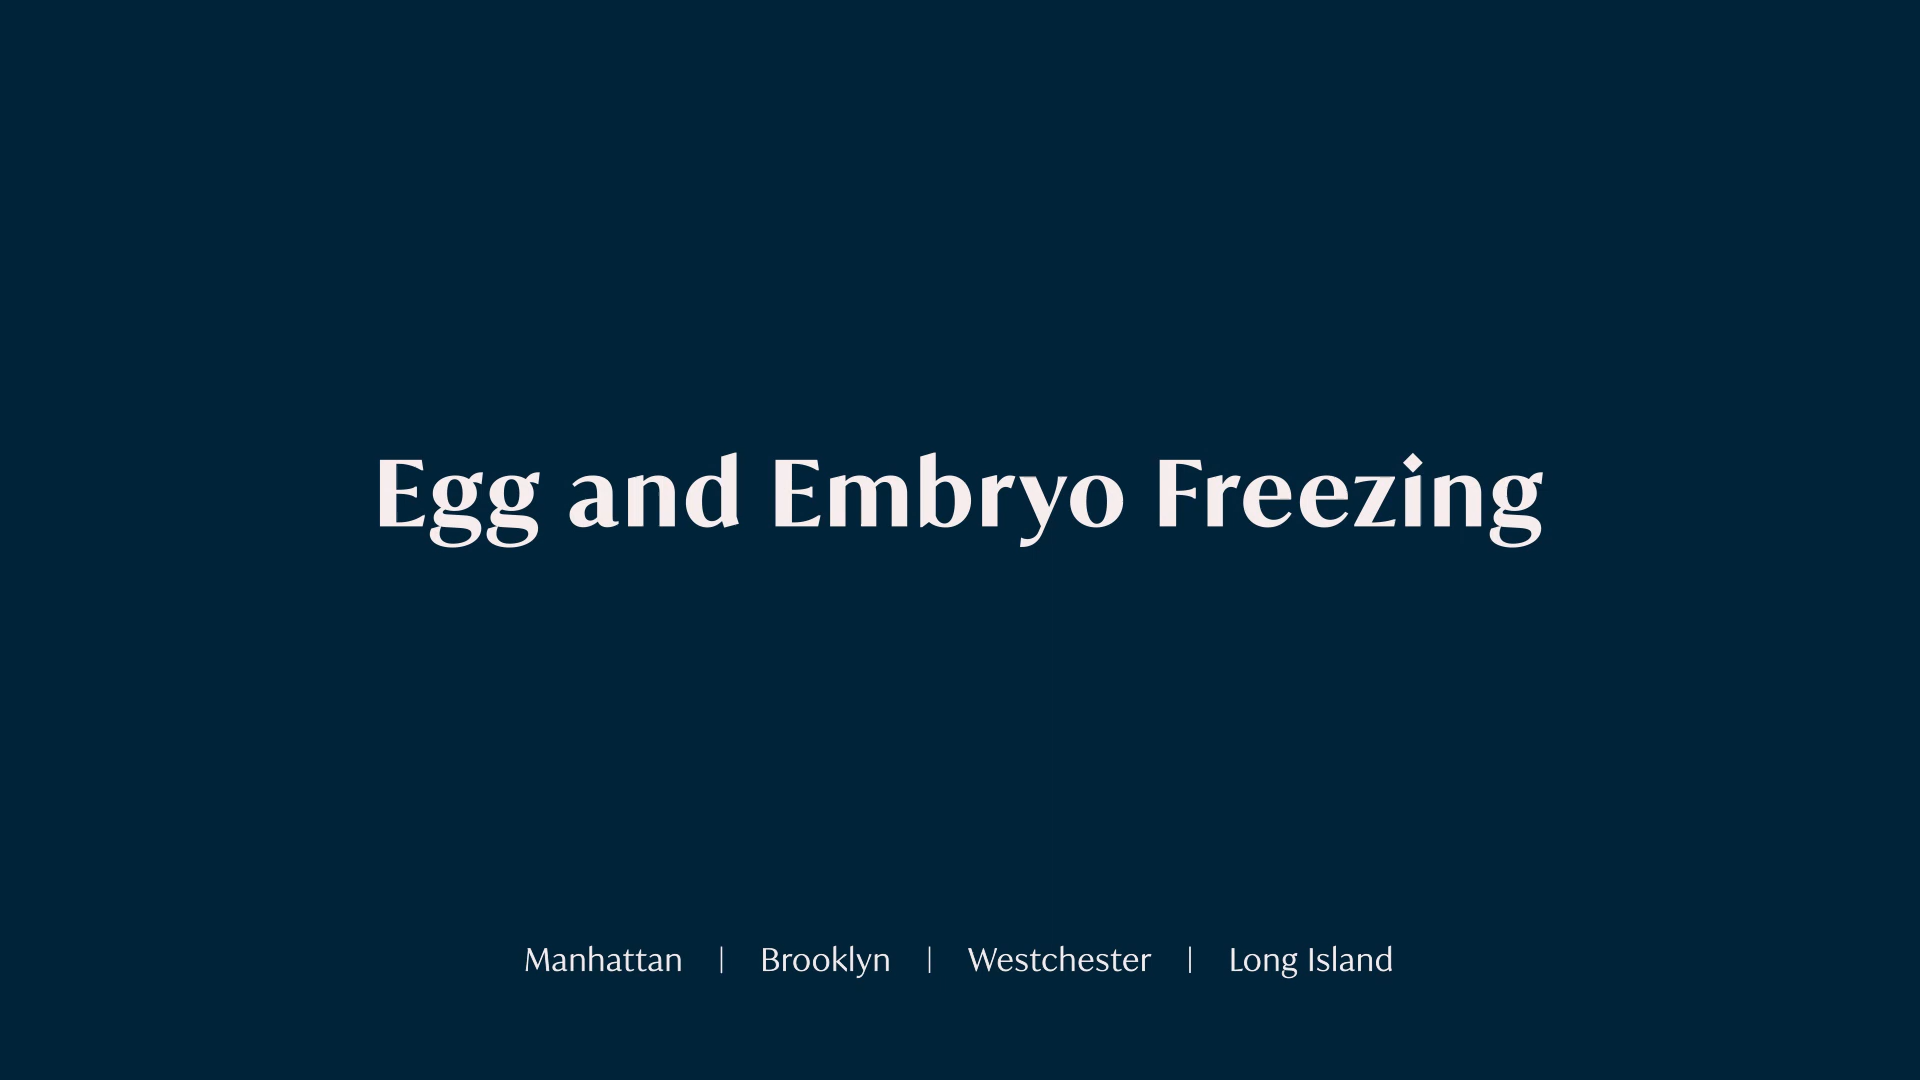 Egg and Embryo Freezing
Manhattan | Brooklyn | Westchester | Long Island